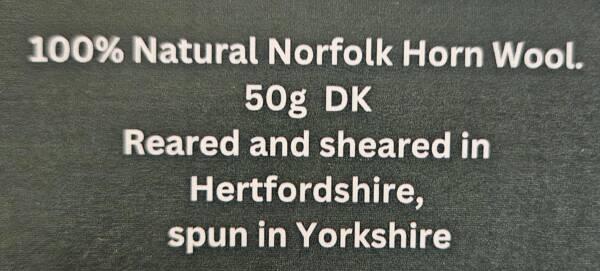 100% Natural Norfolk Horn Wool.
50g DK
Reared and sheared in
Hertfordshire,
spun in Yorkshire